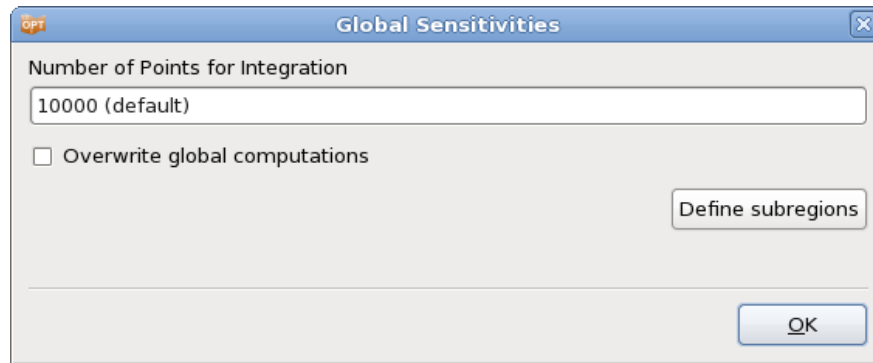 OPT
Global Sensitivities
Number of Points for Integration
10000 (default)
Overwrite global computations
Define subregions
OK